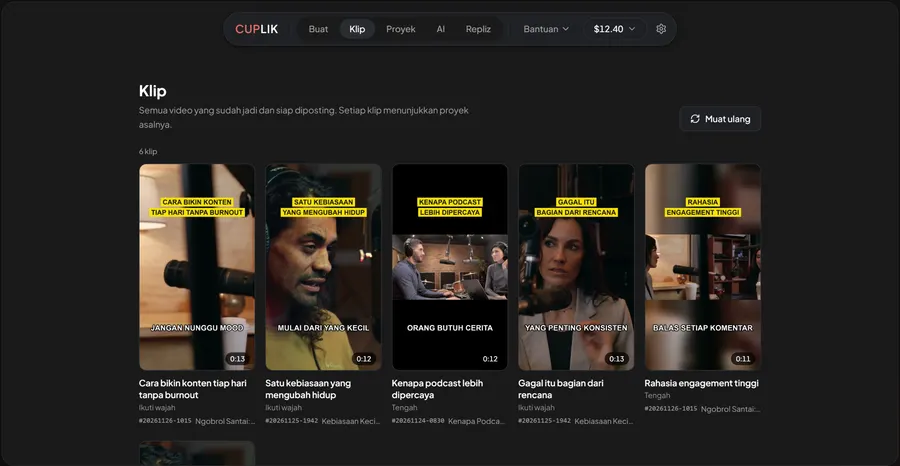 CUPLIK
Buat
Klip
Proyek
AI
Repliz
Bantuan
$12.40
Klip
Semua video yang sudah jadi dan siap diposting. Setiap klip menunjukkan proyek
asalnya.
Muat ulang
6 klip
CARA BIKIN KONTEN
TIAP HARI TANPA BURNOUT
JANGAN NUNGGU MOOD
0:13
SATU KEBIASAAN
YANG MENGUBAH HIDUP
MULAI DARI YANG KECIL
0:12
KENAPA PODCAST
LEBIH DIPERCAYA
ORANG BUTUH CERITA
0:12
GAGAL ITU
BAGIAN DARI RENCANA
YANG PENTING KONSISTEN
0:13
RAHASIA
ENGAGEMENT TINGGI
BALAS SETIAP KOMENTAR
0:11
Cara bikin konten tiap hari
tanpa burnout
Ikuti wajah
#20261126-1015 Ngobrol Santai:...
Satu kebiasaan yang
mengubah hidup
Ikuti wajah
#20261125-1942 Kebiasaan Keci...
Kenapa podcast lebih
dipercaya
Tengah
#20261124-0830 Kenapa Podca...
Gagal itu bagian dari
rencana
Ikuti wajah
#20261125-1942 Kebiasaan Keci...
Rahasia engagement tinggi
Tengah
#20261126-1015 Ngobrol Santai:...